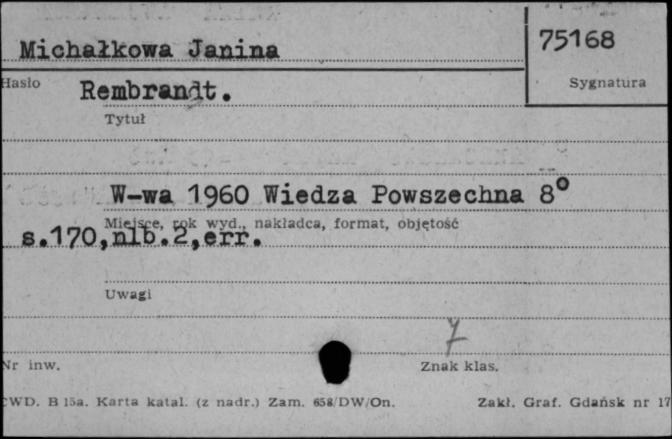 Michałkowa Janina
75168
Hasło
Sygnatura
Rembrandt.
Tytuł
W-wa 1960 Wiedza Powszechna 8°
Miejsce, rok wyd., nakładca, format, objętość
s.170,nlb.2,err.
Uwagi
7
Nr inw.
Znak klas.
CWD. B 15a. Karta katal. (z nadr.) Zam. 658/DW/On.
Zakł. Graf. Gdańsk nr 17